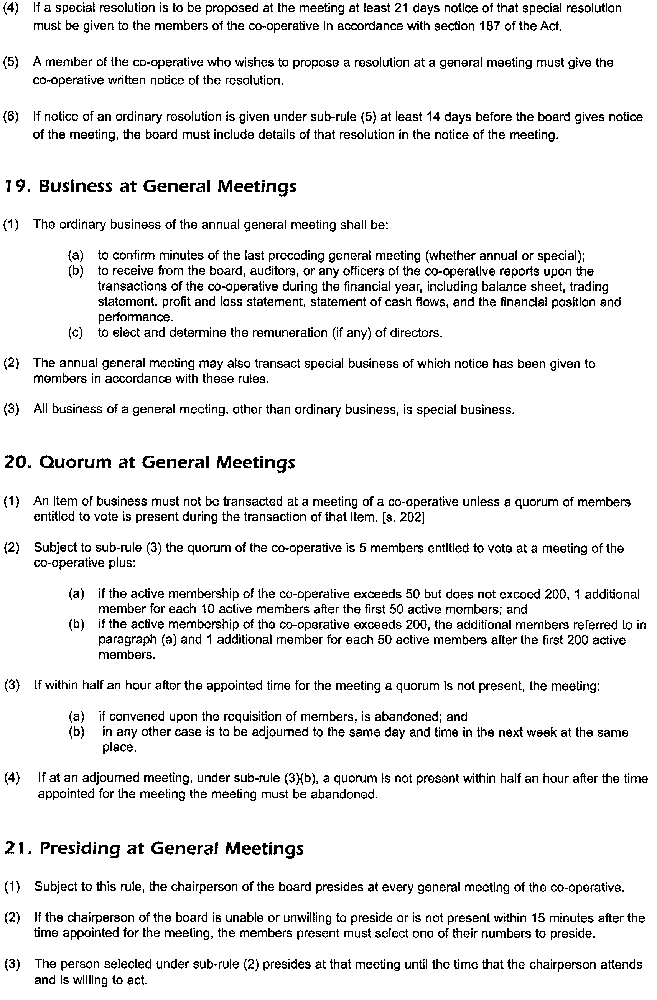 (4) If a special resolution is to be proposed at the meeting at least 21 days notice of that special resolution
must be given to the members of the co-operative in accordance with section 187 of the Act.
(5) A member of the co-operative who wishes to propose a resolution at a general meeting must give the
co-operative written notice of the resolution.
(6) If notice of an ordinary resolution is given under sub-rule (5) at least 14 days before the board gives notice
of the meeting, the board must include details of that resolution in the notice of the meeting.
19. Business at General Meetings
(1) The ordinary business of the annual general meeting shall be:
(a) to confirm minutes of the last preceding general meeting (whether annual or special);
(b) to receive from the board, auditors, or any officers of the co-operative reports upon the
transactions of the co-operative during the financial year, including balance sheet, trading
statement, profit and loss statement, statement of cash flows, and the financial position and
performance.
(c) to elect and determine the remuneration (if any) of directors.
(2) The annual general meeting may also transact special business of which notice has been given to
members in accordance with these rules.
(3) All business of a general meeting, other than ordinary business, is special business.
20. Quorum at General Meetings
(1) An item of business must not be transacted at a meeting of a co-operative unless a quorum of members
entitled to vote is present during the transaction of that item. [s. 202]
(2) Subject to sub-rule (3) the quorum of the co-operative is 5 members entitled to vote at a meeting of the
co-operative plus:
(a) if the active membership of the co-operative exceeds 50 but does not exceed 200, 1 additional
member for each 10 active members after the first 50 active members; and
(b) if the active membership of the co-operative exceeds 200, the additional members referred to in
paragraph (a) and 1 additional member for each 50 active members after the first 200 active
members.
(3) If within half an hour after the appointed time for the meeting a quorum is not present, the meeting:
(a) if convened upon the requisition of members, is abandoned; and
(b) in any other case is to be adjourned to the same day and time in the next week at the same
place.
(4) If at an adjourned meeting, under sub-rule (3)(b), a quorum is not present within half an hour after the time
appointed for the meeting the meeting must be abandoned.
21. Presiding at General Meetings
(1) Subject to this rule, the chairperson of the board presides at every general meeting of the co-operative.
(2) If the chairperson of the board is unable or unwilling to preside or is not present within 15 minutes after the
time appointed for the meeting, the members present must select one of their numbers to preside.
(3) The person selected under sub-rule (2) presides at that meeting until the time that the chairperson attends
and is willing to act.